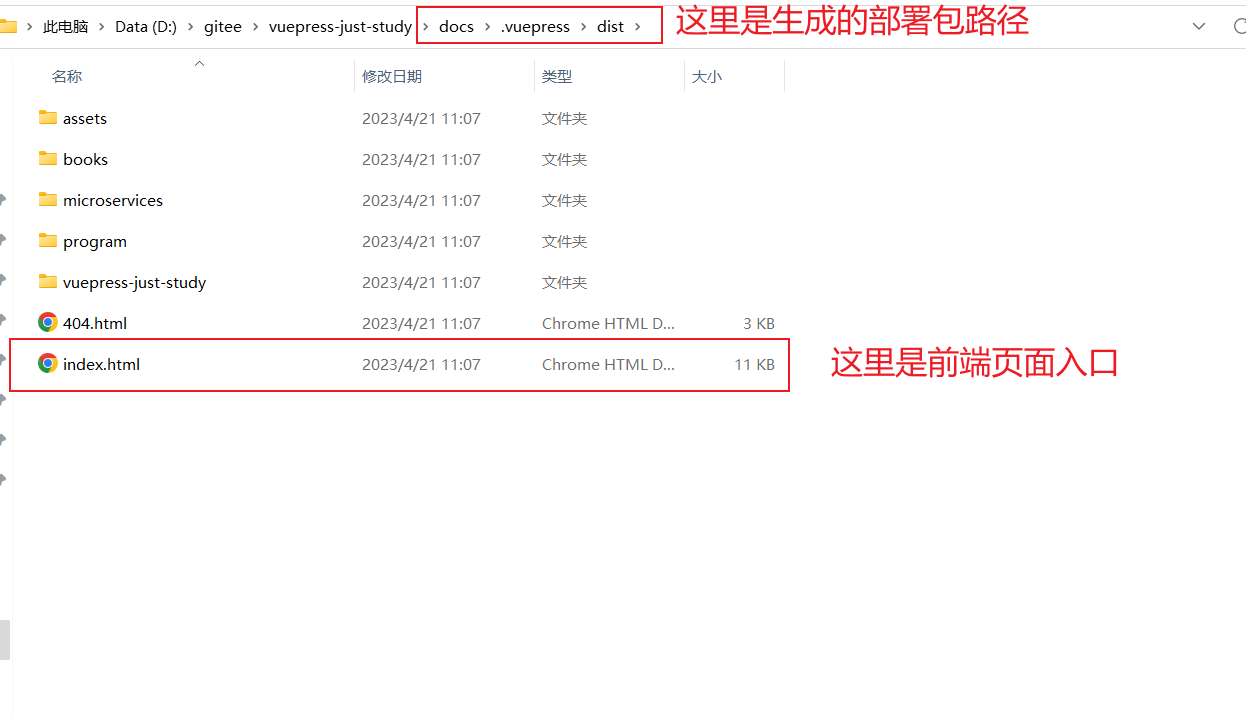 此电脑 › Data (D:) › gitee › vuepress-just-study › docs › .vuepress › dist › 这里是生成的部署包路径
名称 修改日期 类型 大小
assets 2023/4/21 11:07 文件夹
books 2023/4/21 11:07 文件夹
microservices 2023/4/21 11:07 文件夹
program 2023/4/21 11:07 文件夹
vuepress-just-study 2023/4/21 11:07 文件夹
404.html 2023/4/21 11:07 Chrome HTML D... 3 KB
index.html 2023/4/21 11:07 Chrome HTML D... 11 KB 这里是前端页面入口